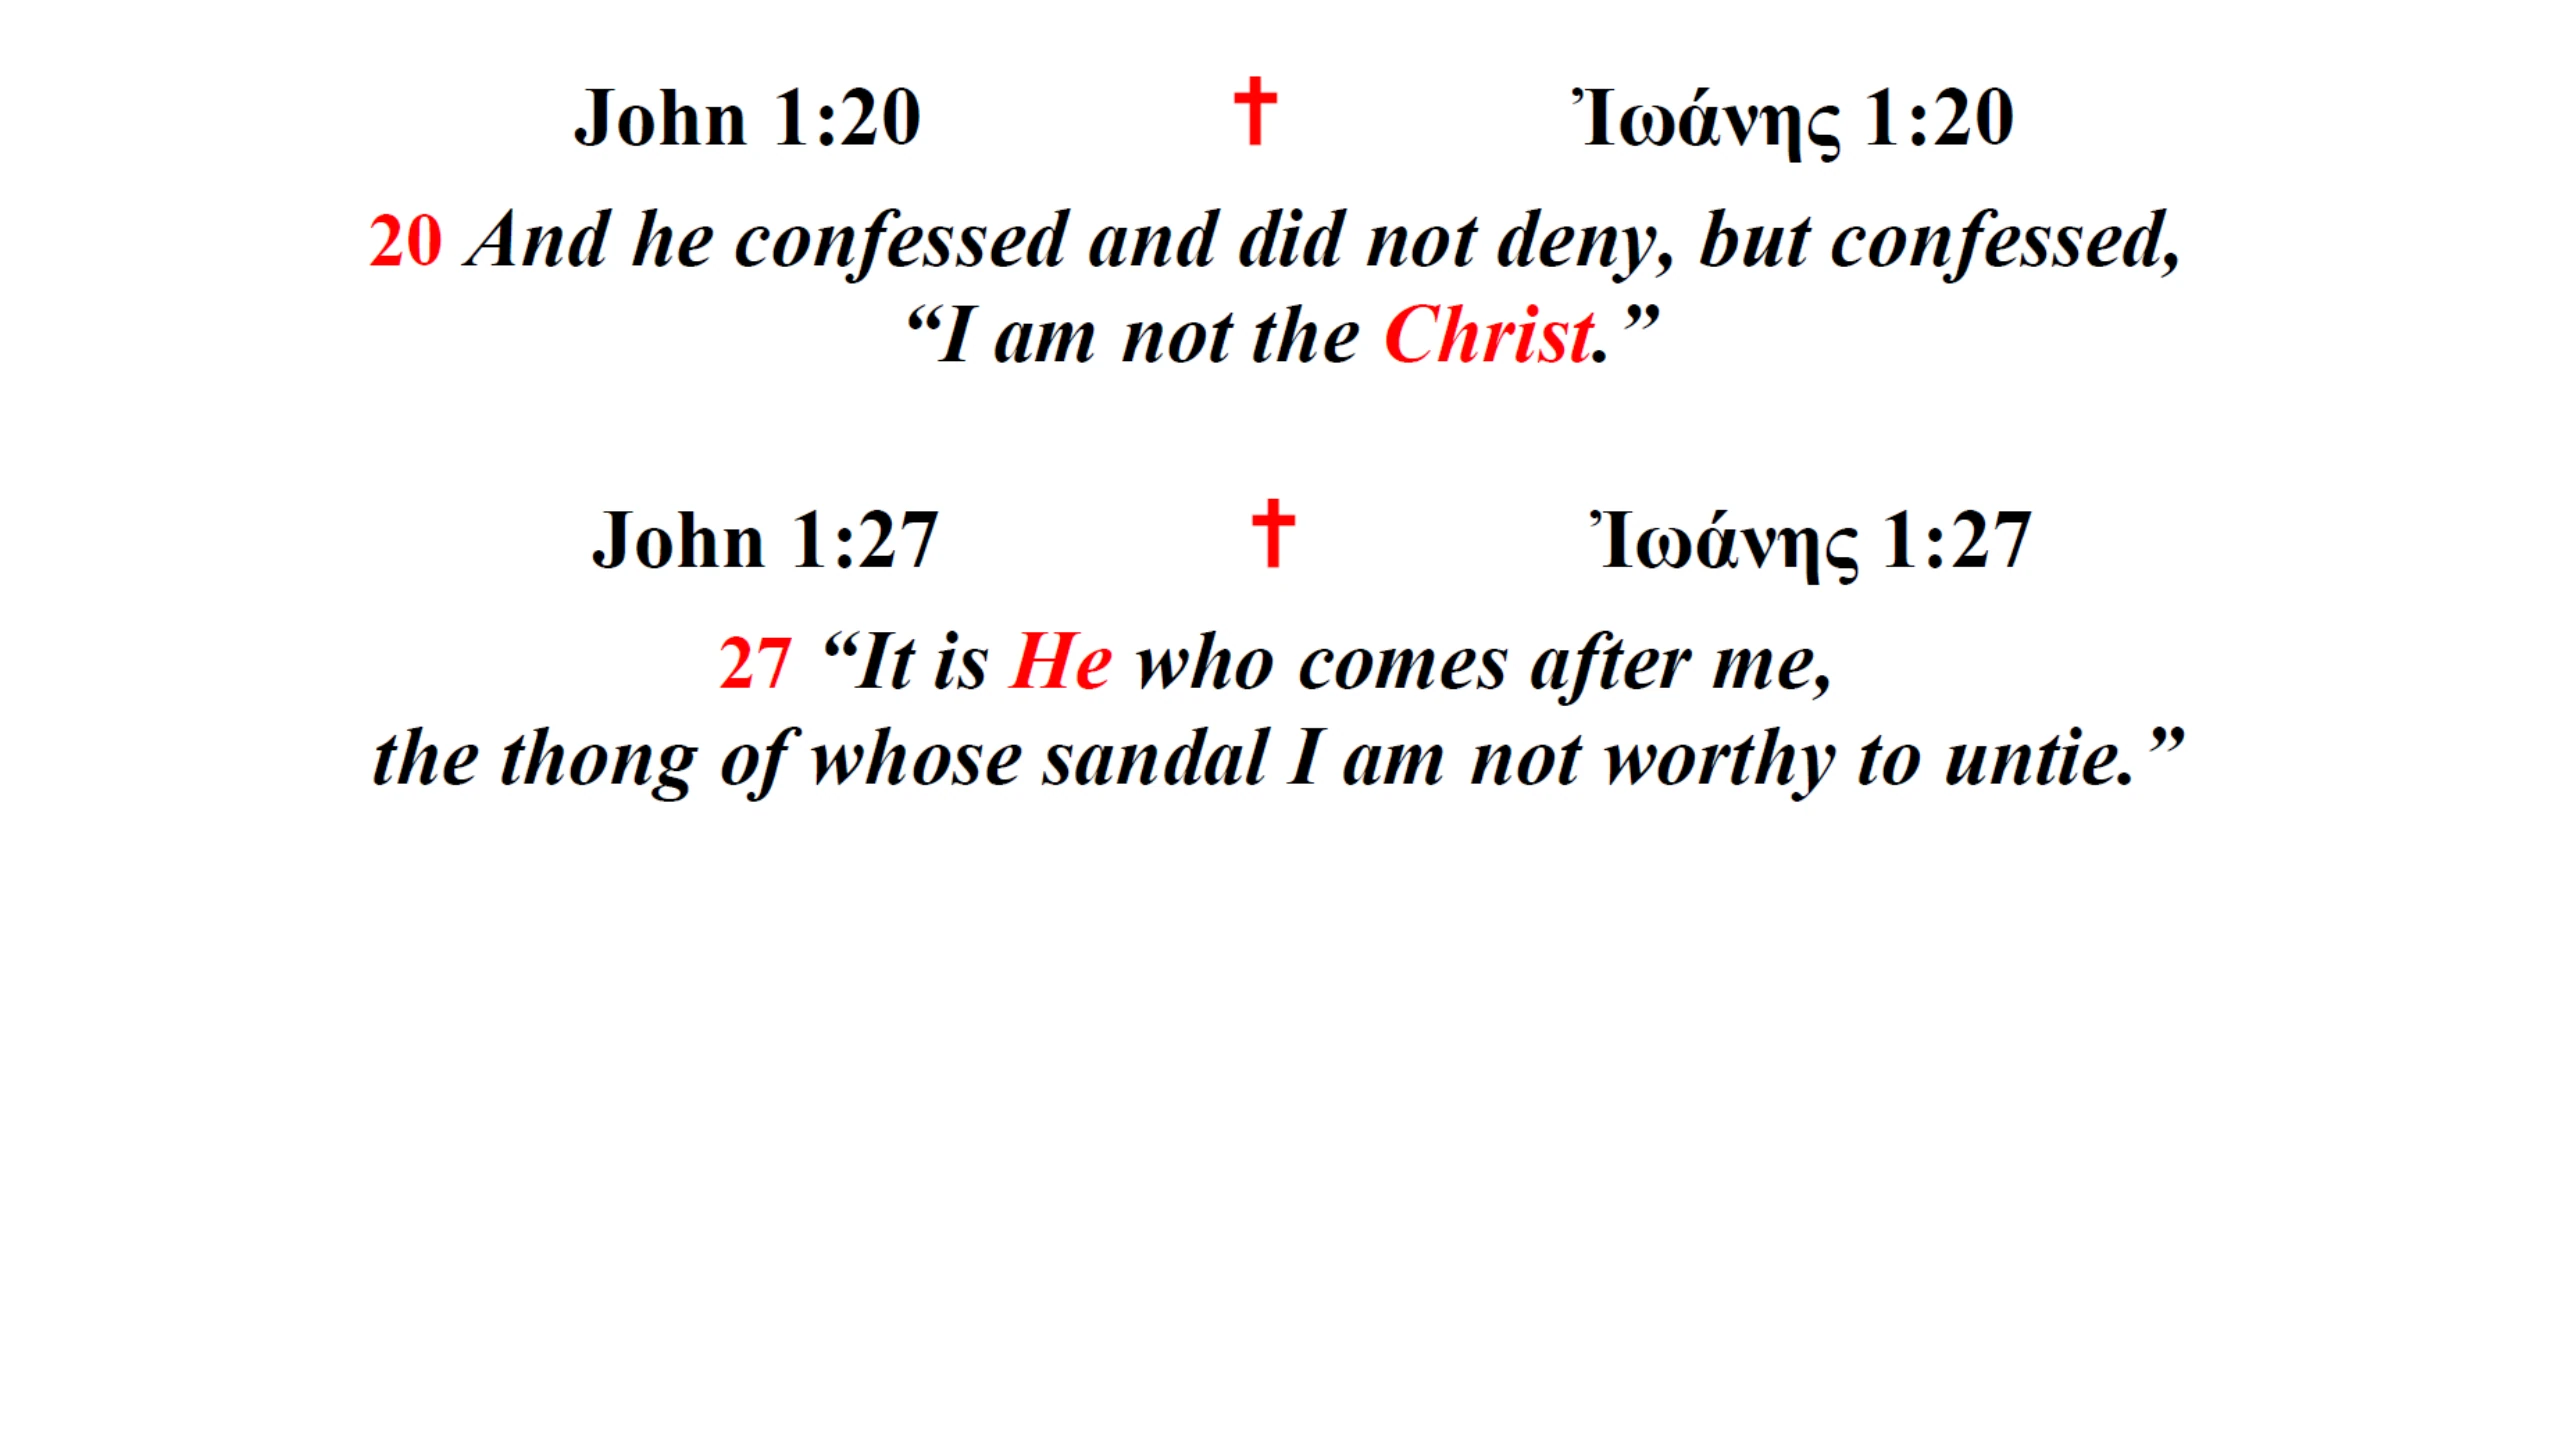 John 1:20 ✝ Ἰωάνης 1:20
20 And he confessed and did not deny, but confessed,
“I am not the Christ.”
John 1:27 ✝ Ἰωάνης 1:27
27 “It is He who comes after me,
the thong of whose sandal I am not worthy to untie.”